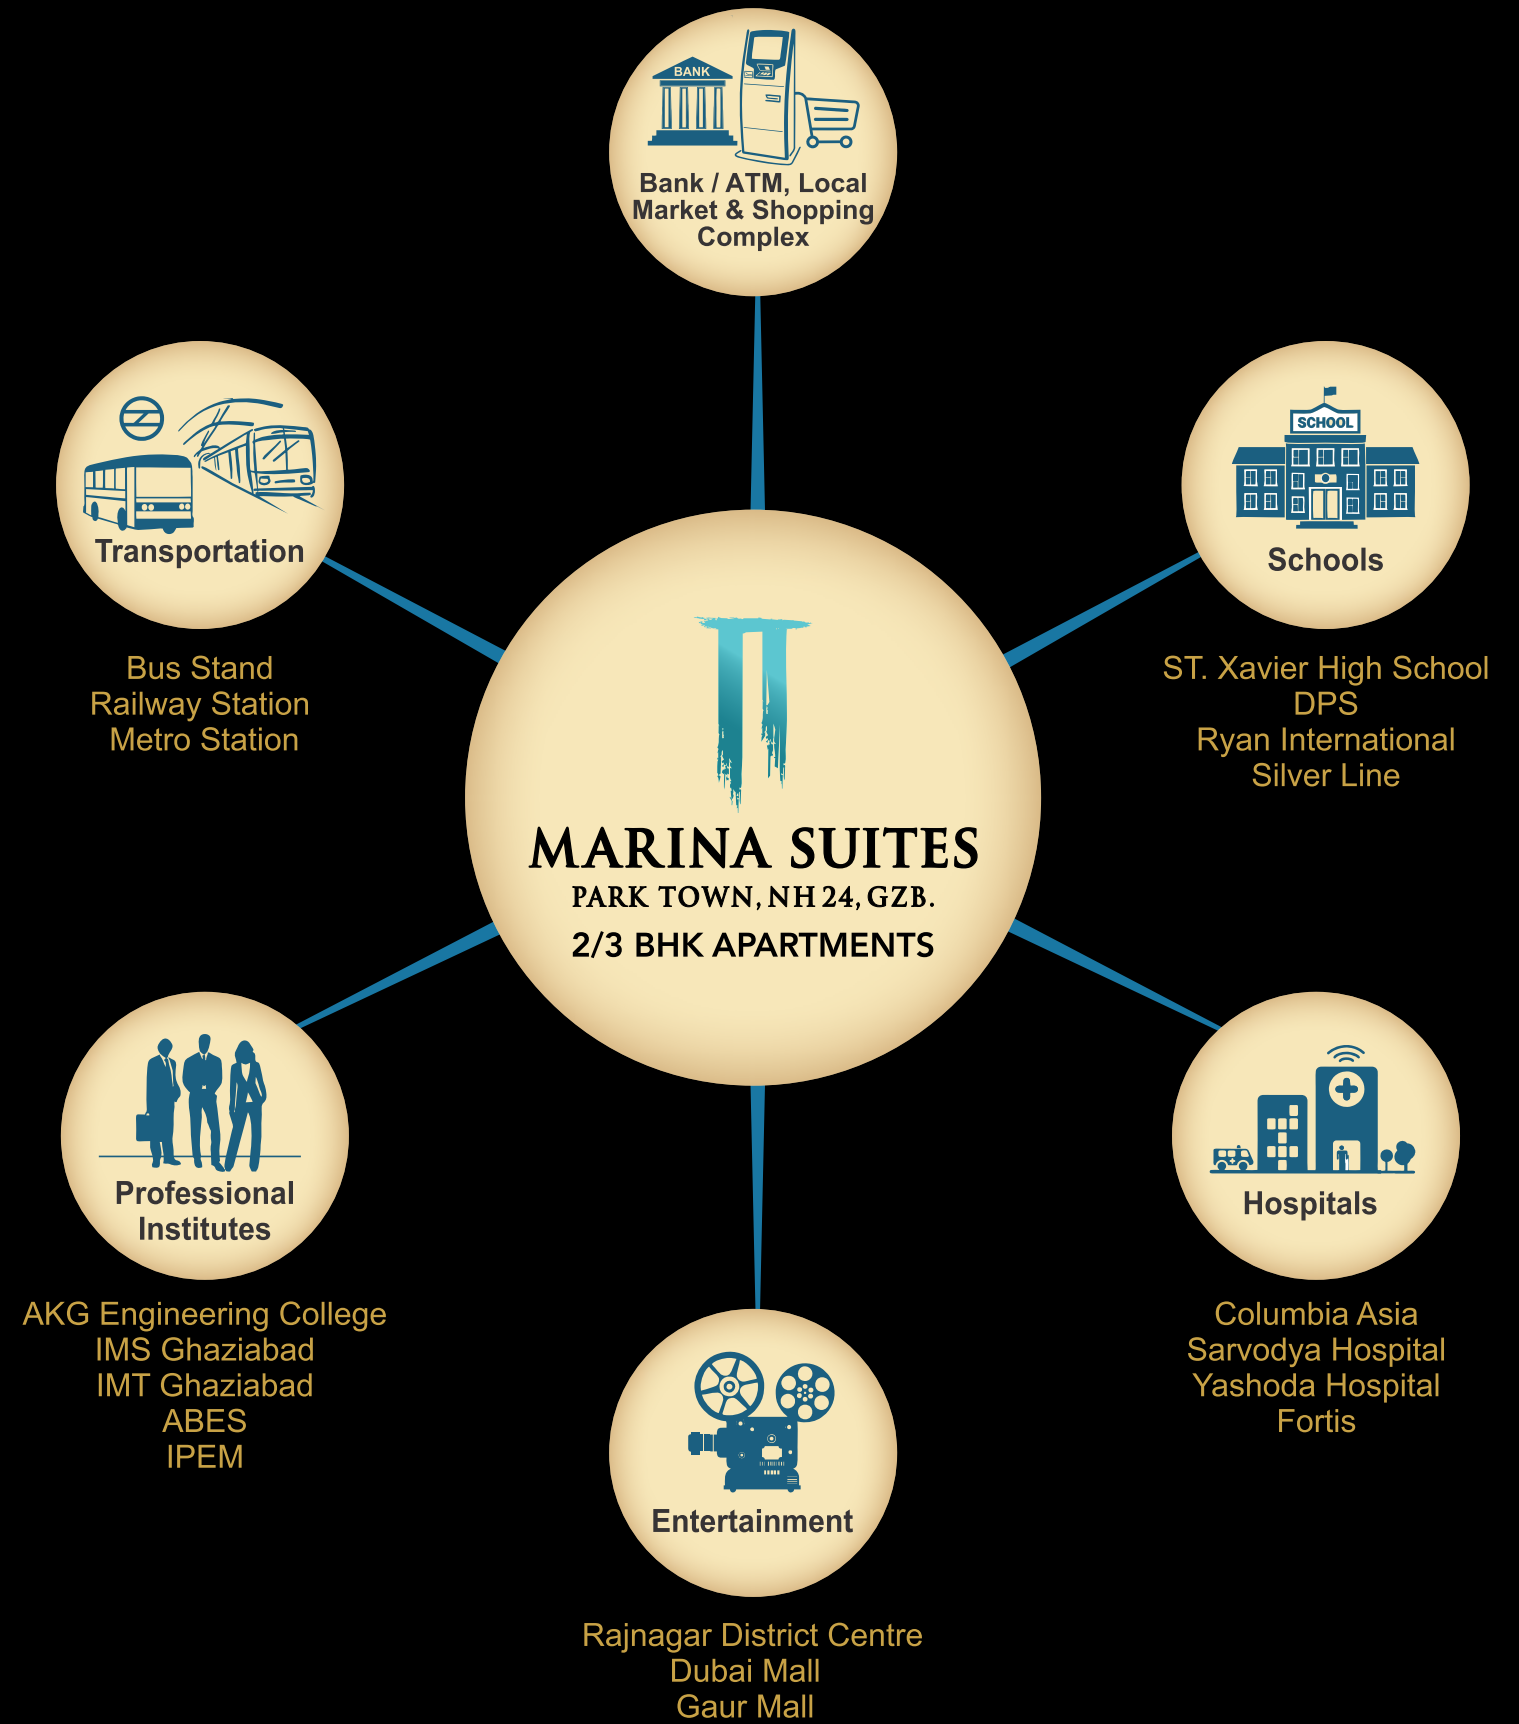 BANK
Bank / ATM, Local
Market & Shopping
Complex
Transportation
Bus Stand
Railway Station
Metro Station
SCHOOL
Schools
ST. Xavier High School
DPS
Ryan International
Silver Line
MARINA SUITES
PARK TOWN, NH 24, GZB.
2/3 BHK APARTMENTS
Professional
Institutes
AKG Engineering College
IMS Ghaziabad
IMT Ghaziabad
ABES
IPEM
Hospitals
Columbia Asia
Sarvodya Hospital
Yashoda Hospital
Fortis
Entertainment
Rajnagar District Centre
Dubai Mall
Gaur Mall